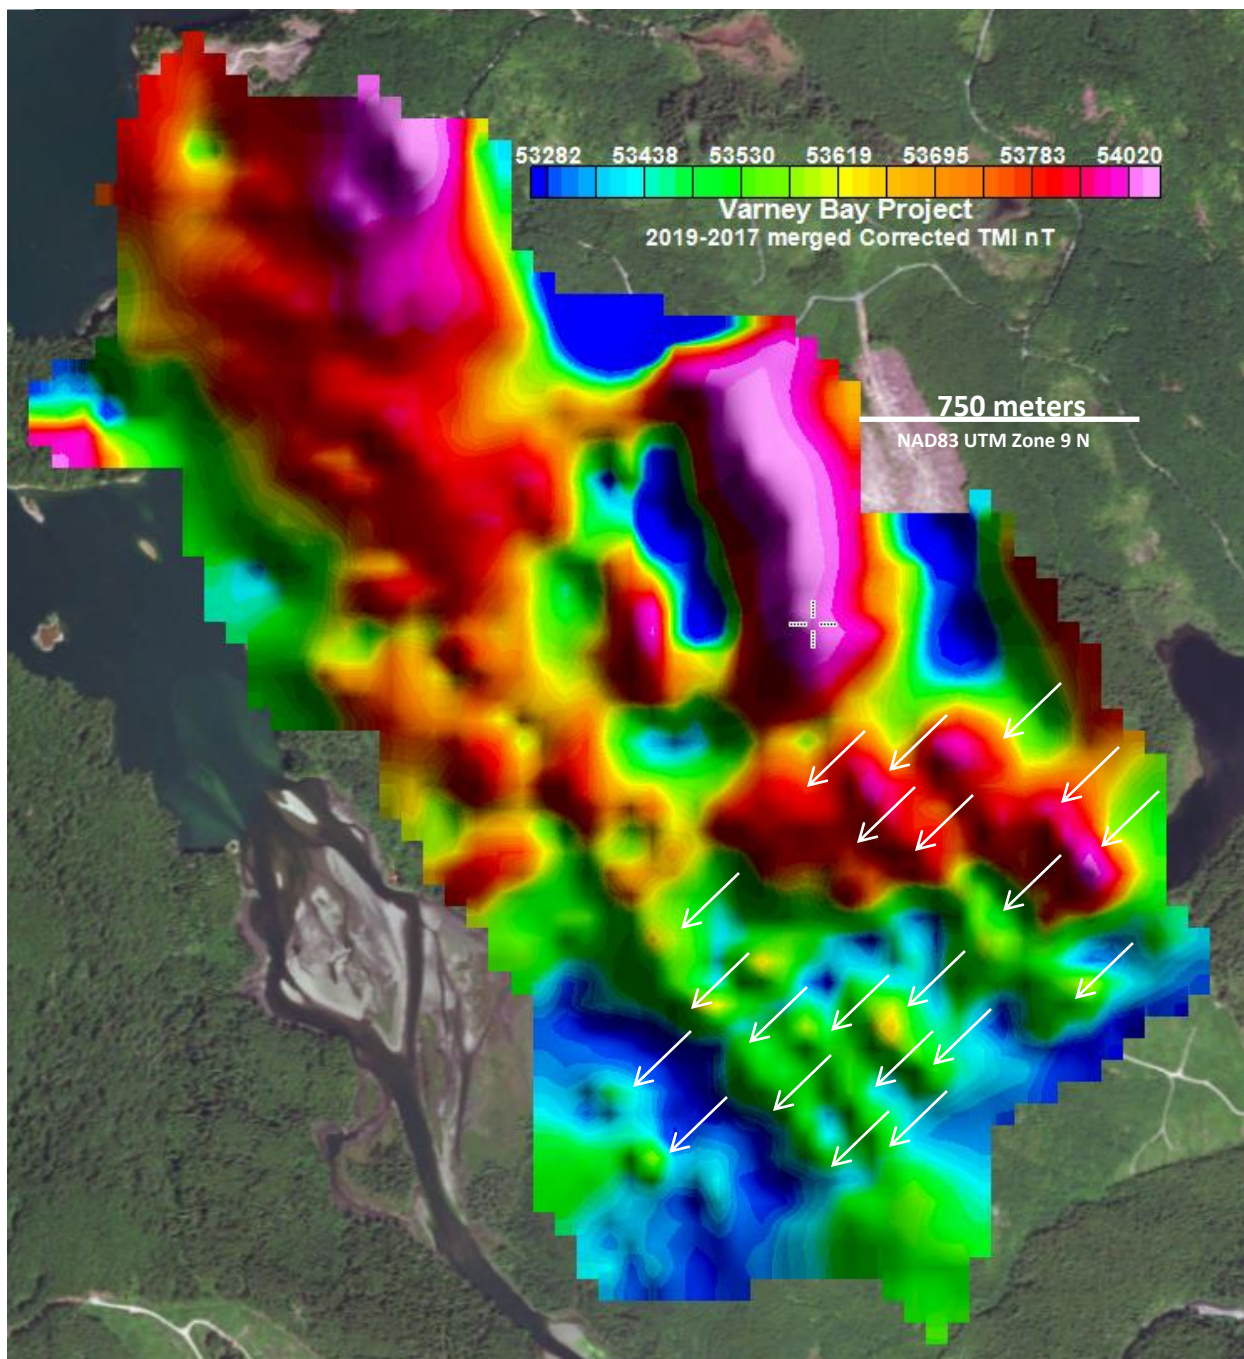 53282 53438 53530 53619 53695 53783 54020
Varney Bay Project
2019-2017 merged Corrected TMI nT
750 meters
NAD83 UTM Zone 9 N